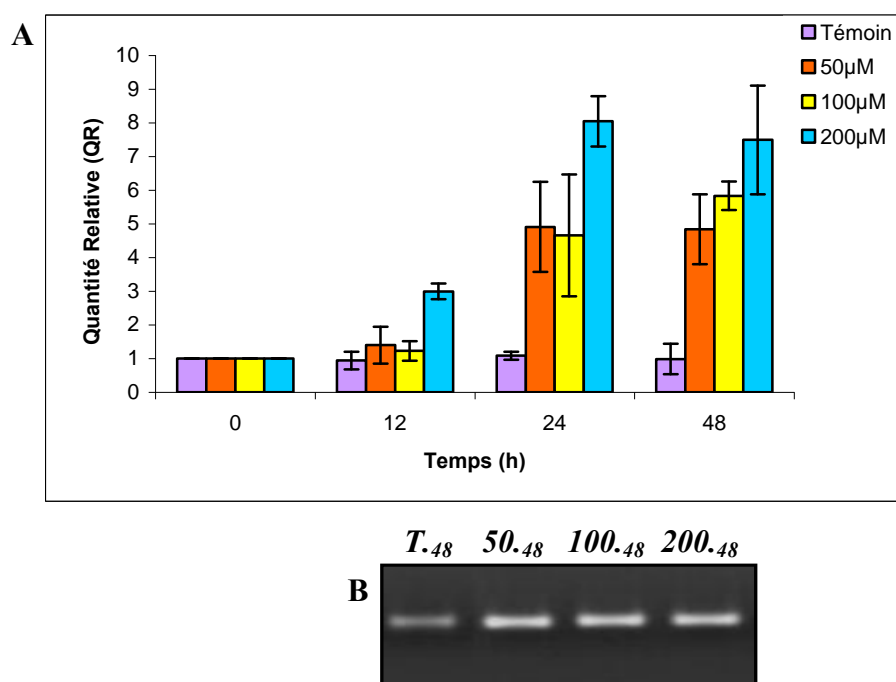 A
Témoin
50µM
100µM
200µM
10
9
8
7
6
5
4
3
2
1
0
Quantité Relative (QR)
0 12 24 48
Temps (h)
T.48 50.48 100.48 200.48
B